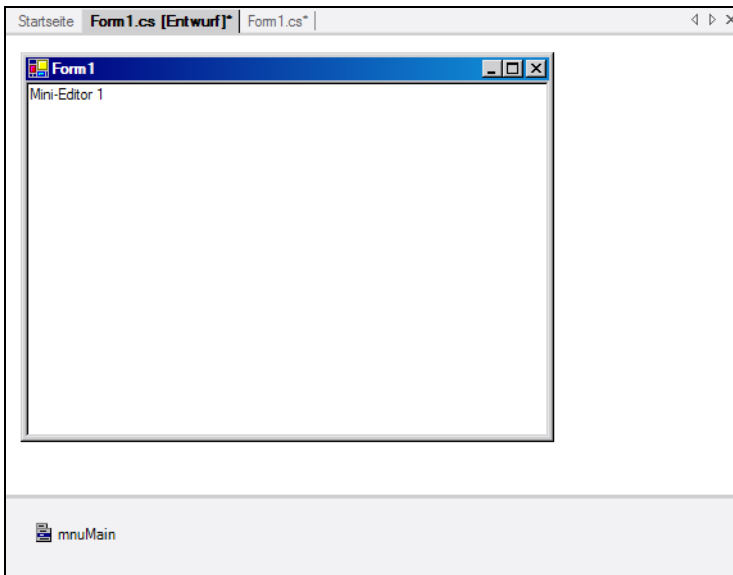 Startseite Form1.cs [Entwurf]* Form1.cs*
Form1
Mini-Editor 1
mnuMain